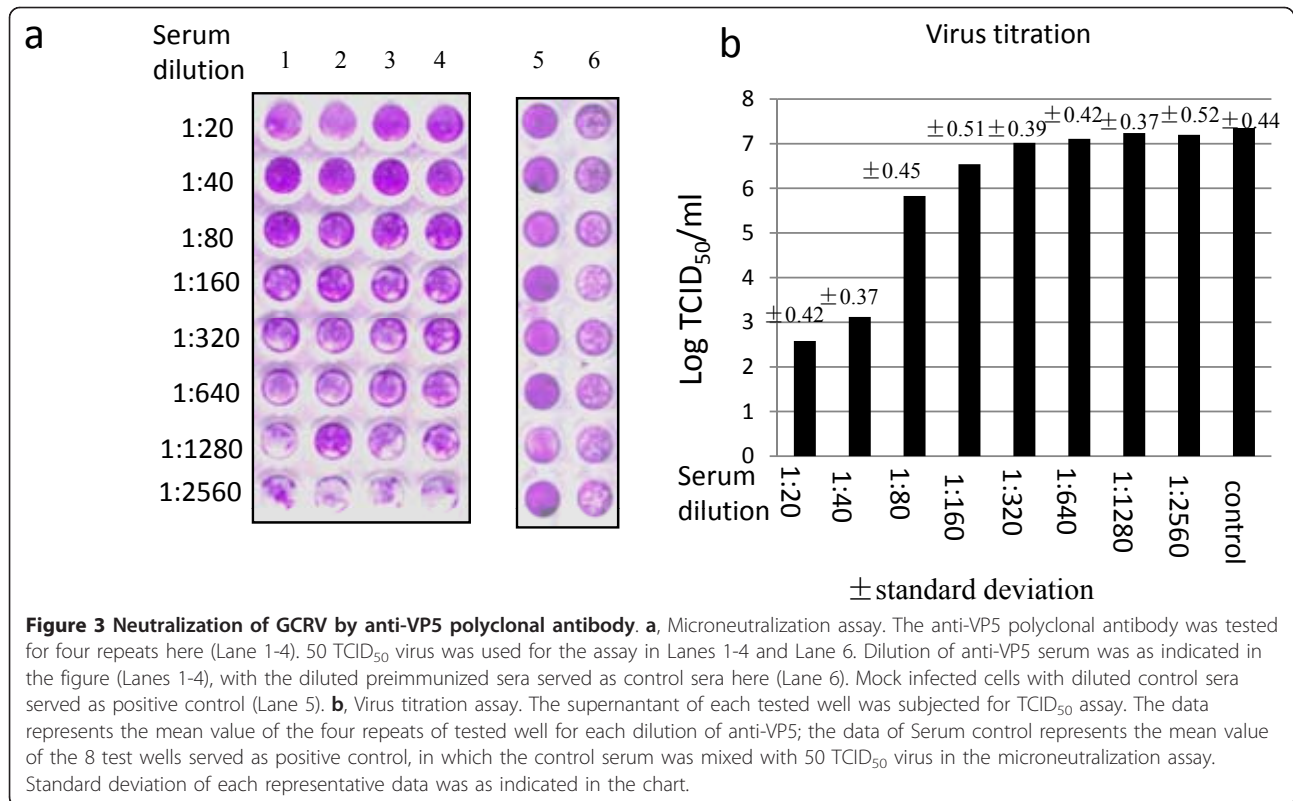 a
Serum
dilution
1 2 3 4 5 6
1:20
1:40
1:80
1:160
1:320
1:640
1:1280
1:2560
b
Virus titration
Log TCID50/ml
8
7
6
5
4
3
2
1
0
±0.42
±0.37
±0.45
±0.51
±0.39
±0.42
±0.37
±0.52
±0.44
Serum
dilution
1:20
1:40
1:80
1:160
1:320
1:640
1:1280
1:2560
control
±standard deviation
Figure 3 Neutralization of GCRV by anti-VP5 polyclonal antibody. a, Microneutralization assay. The anti-VP5 polyclonal antibody was tested
for four repeats here (Lane 1-4). 50 TCID50 virus was used for the assay in Lanes 1-4 and Lane 6. Dilution of anti-VP5 serum was as indicated in
the figure (Lanes 1-4), with the diluted preimmunized sera served as control sera here (Lane 6). Mock infected cells with diluted control sera
served as positive control (Lane 5). b, Virus titration assay. The supernatant of each tested well was subjected for TCID50 assay. The data
represents the mean value of the four repeats of tested well for each dilution of anti-VP5; the data of Serum control represents the mean value
of the 8 test wells served as positive control, in which the control serum was mixed with 50 TCID50 virus in the microneutralization assay.
Standard deviation of each representative data was as indicated in the chart.